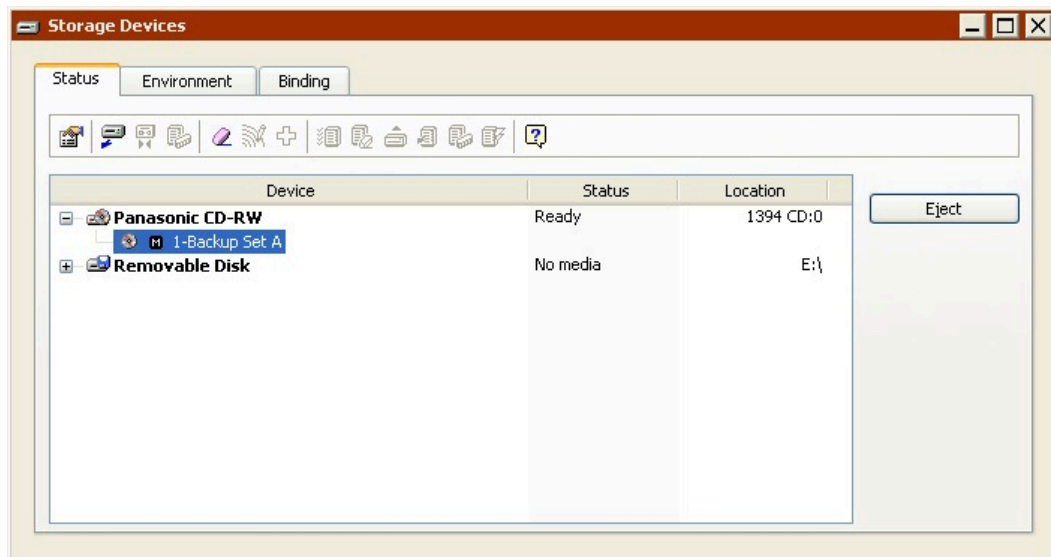 Storage Devices
Status Environment Binding
Device Status Location
Panasonic CD-RW Ready 1394 CD:0 Eject
M 1-Backup Set A
Removable Disk No media E:\